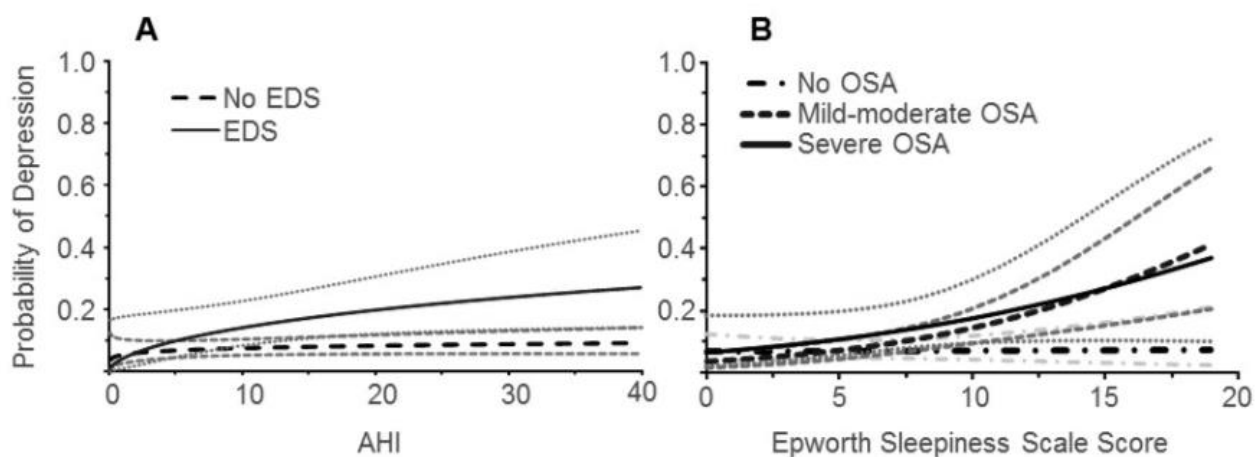 A
Probability of Depression
1.0
0.8
0.6
0.4
0.2
No EDS
EDS
0
10
20
30
40
AHI
B
1.0
0.8
0.6
0.4
0.2
No OSA
Mild-moderate OSA
Severe OSA
0
5
10
15
20
Epworth Sleepiness Scale Score